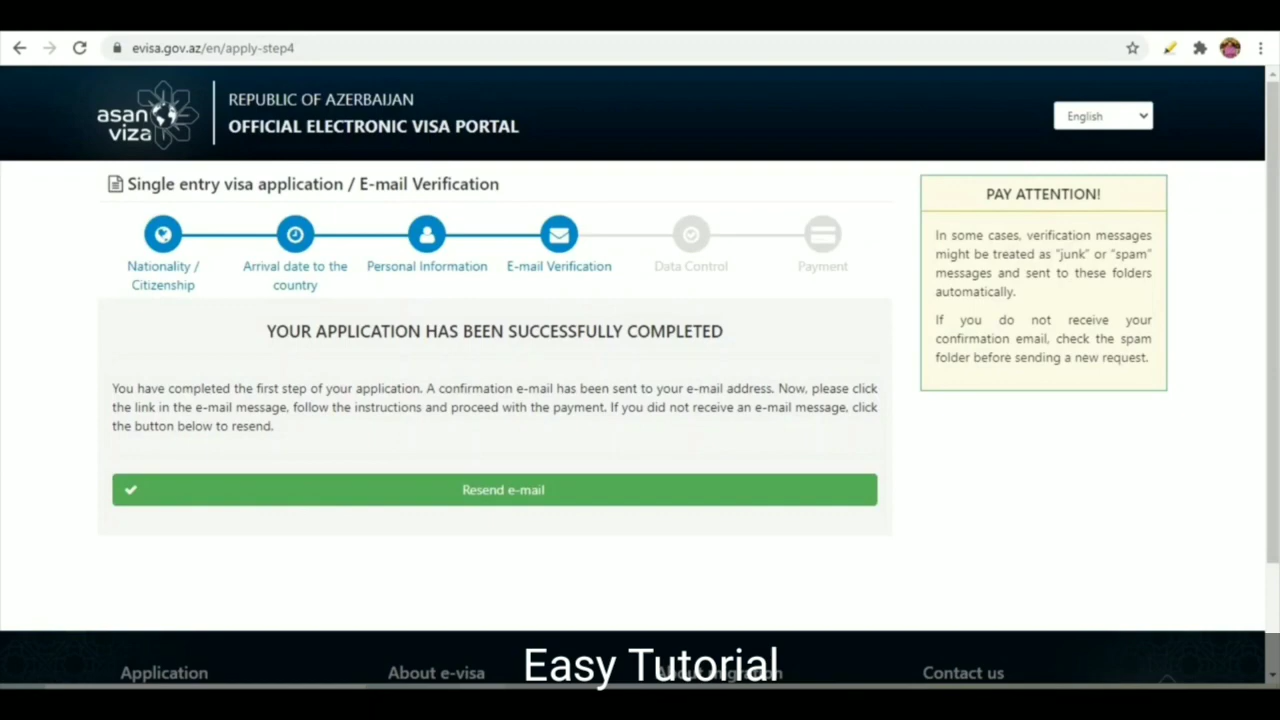 evisa.gov.az/en/apply-step4
asan
viza
REPUBLIC OF AZERBAIJAN
OFFICIAL ELECTRONIC VISA PORTAL
English
Single entry visa application / E-mail Verification
Nationality /
Citizenship
Arrival date to the
country
Personal Information
E-mail Verification
Data Control
Payment
YOUR APPLICATION HAS BEEN SUCCESSFULLY COMPLETED
You have completed the first step of your application. A confirmation e-mail has been sent to your e-mail address. Now, please click
the link in the e-mail message, follow the instructions and proceed with the payment. If you did not receive an e-mail message, click
the button below to resend.
Resend e-mail
PAY ATTENTION!
In some cases, verification messages
might be treated as "junk" or "spam"
messages and sent to these folders
automatically.
If you do not receive your
confirmation email, check the spam
folder before sending a new request.
Application
About e-visa
Easy Tutorial
Contact us